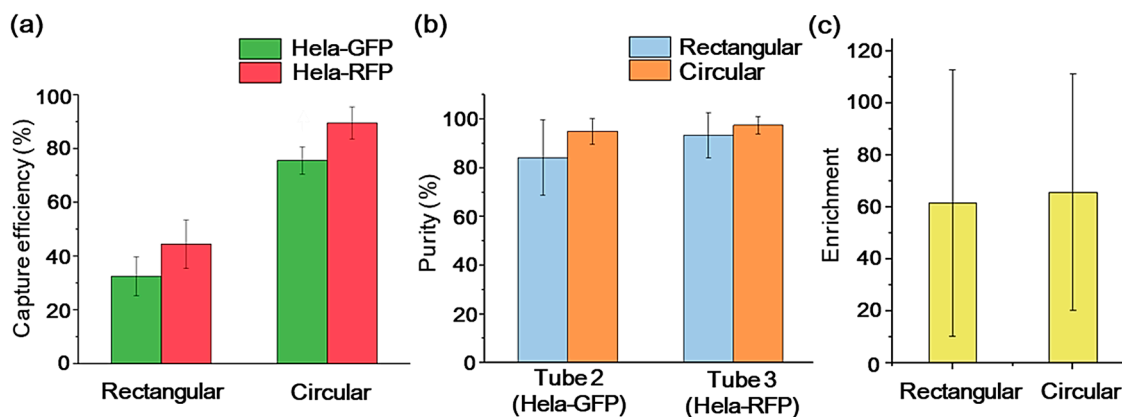 (a)
Hela-GFP
Hela-RFP
Capture efficiency (%)
100
80
60
40
20
0
Rectangular
Circular
(b)
Rectangular
Circular
Purity (%)
100
80
60
40
20
0
Tube 2
(Hela-GFP)
Tube 3
(Hela-RFP)
(c)
Enrichment
120
100
80
60
40
20
0
Rectangular
Circular